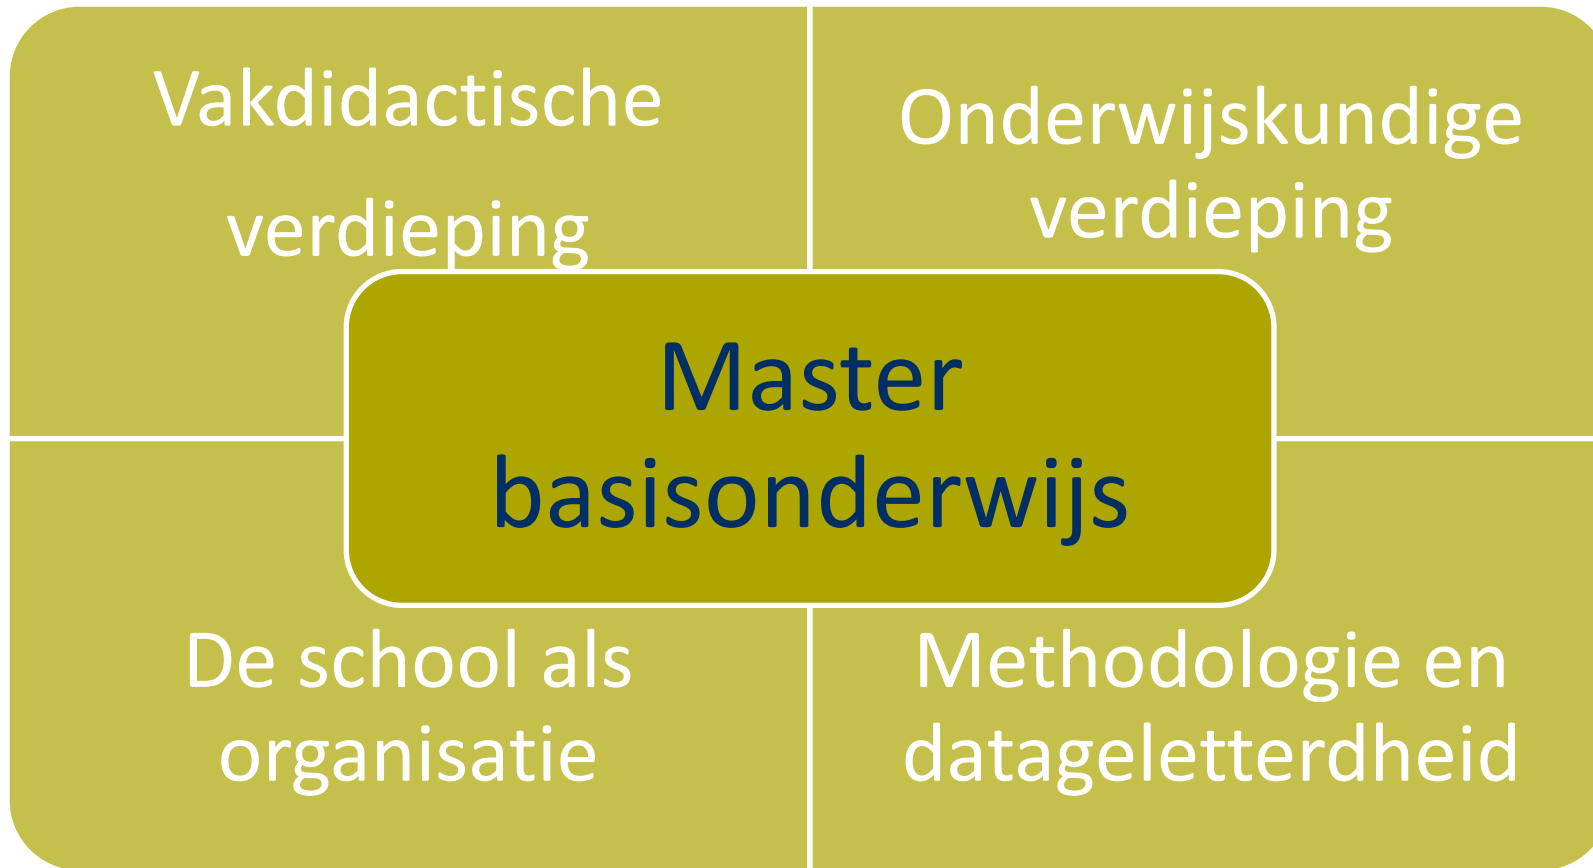 Vakdidactische
verdieping
Onderwijskundige
verdieping
Master
basisonderwijs
De school als
organisatie
Methodologie en
datageletterdheid